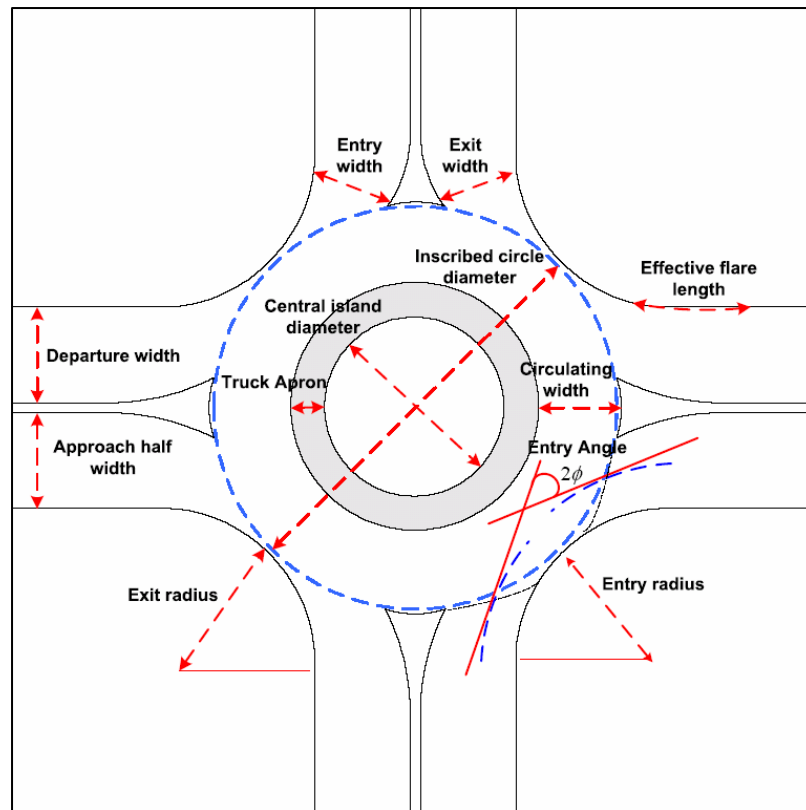 Entry
width
Exit
width
Inscribed circle
diameter
Effective flare
length
Central island
diameter
Departure width
Truck Apron
Circulating
width
Approach half
width
Entry Angle
2ϕ
Exit radius
Entry radius